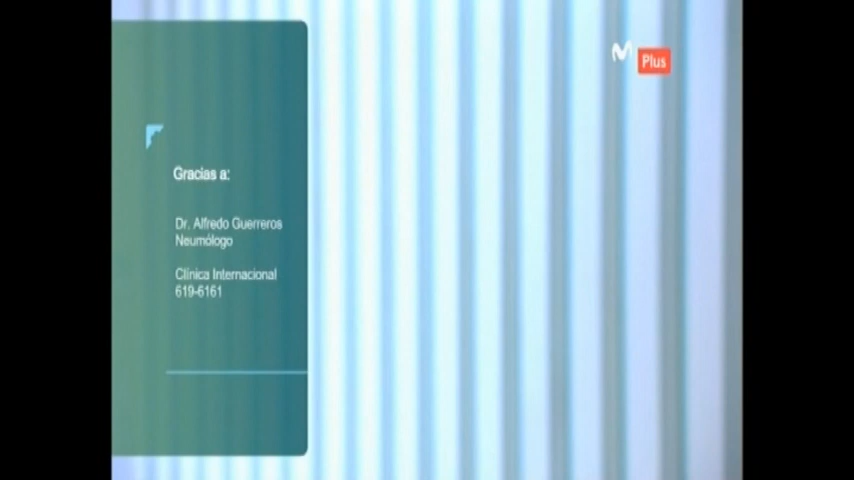 M Plus
Gracias a:
Dr. Alfredo Guerreros
Neumólogo
Clínica Internacional
619-6161